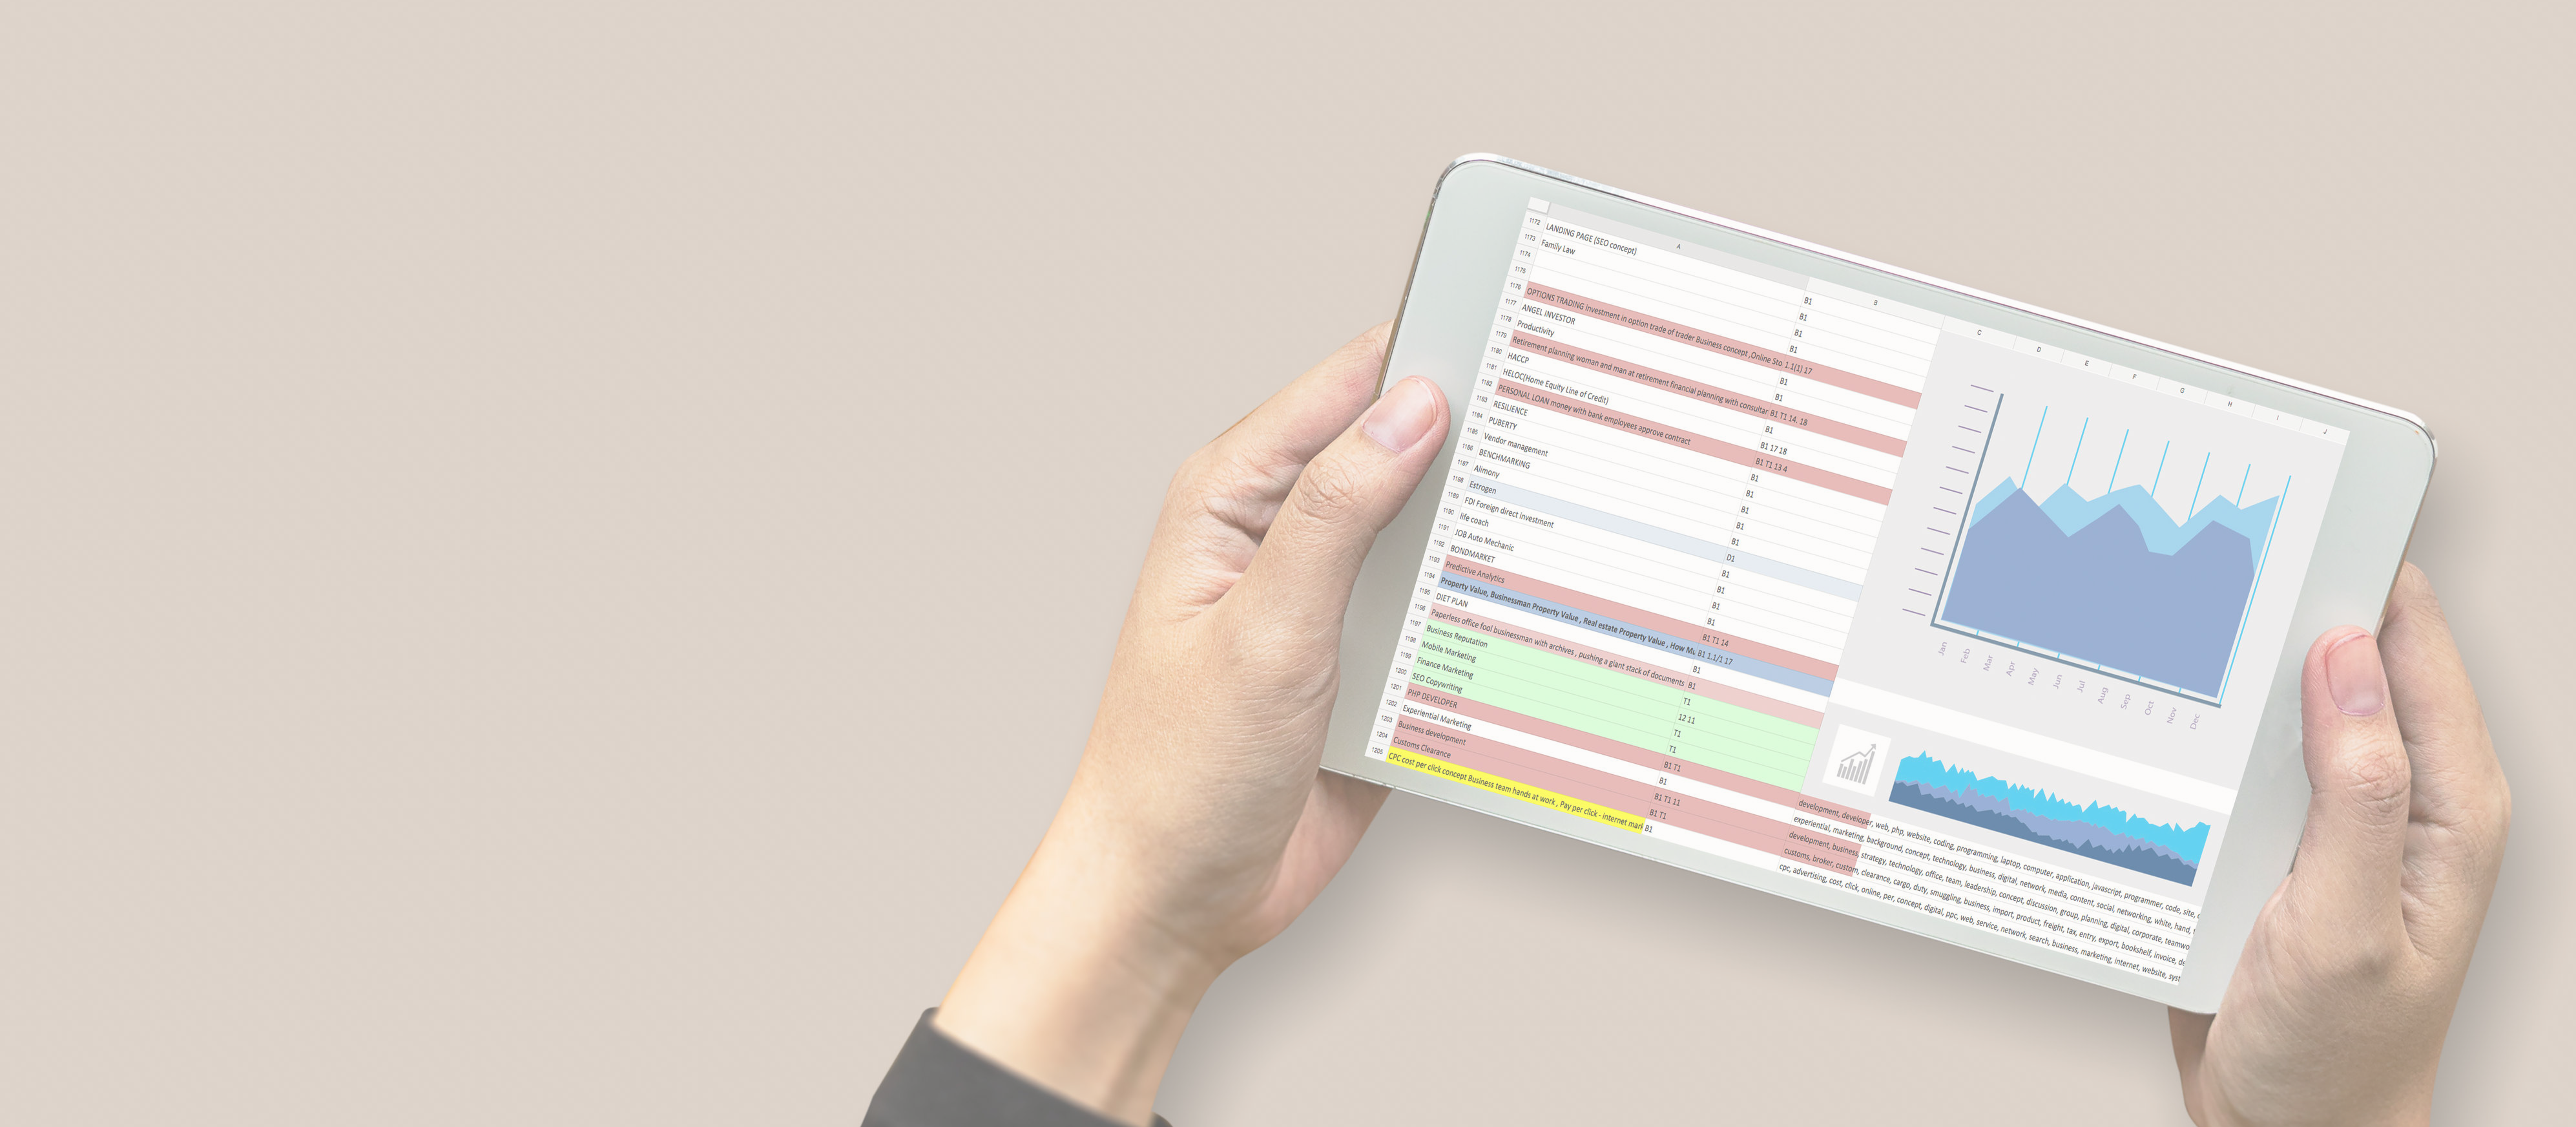 A B C D E F G H I J
1172 LANDING PAGE (SEO concept) B1
1173 Family Law B1
1174 B1
1175 B1
1176 OPTIONS TRADING investment in option trade of trader Business concept ,Online Sto 1.1(1) 17
1177 ANGEL INVESTOR B1
1178 Productivity B1
1179 Retirement planning woman and man at retirement financial planning with consultar B1 T1 14. 18
1180 HACCP B1
1181 HELOC(Home Equity Line of Credit) B1 17 18
1182 PERSONAL LOAN money with bank employees approve contract B1 T1 13 4
1183 RESILIENCE B1
1184 PUBERTY B1
1185 Vendor management B1
1186 BENCHMARKING B1
1187 Alimony B1
1188 Estrogen D1
1189 FDI Foreign direct investment B1
1190 life coach B1
1191 JOB Auto Mechanic B1
1192 BONDMARKET B1
1193 Predictive Analytics B1 T1 14
1194 Property Value, Businessman Property Value , Real estate Property Value , How Mu B1 1.1/1 17
1195 DIET PLAN B1
1196 Paperless office fool businessman with archives , pushing a giant stack of documents B1
1197 Business Reputation T1
1198 Mobile Marketing 12 11
1199 Finance Marketing T1
1200 SEO Copywriting T1
1201 PHP DEVELOPER B1 T1 development, developer, web, php, website, coding, programming, laptop, computer, application, javascript, programmer, code, site,
1202 Experiential Marketing B1 experiential, marketing, background, concept, technology, business, digital, network, media, content, social, networking, white, hand,
1203 Business development B1 T1 11 development, business, strategy, technology, office, team, leadership, concept, discussion, group, planning, digital, corporate, teamwo
1204 Customs Clearance B1 T1 customs, broker, custom, clearance, cargo, duty, smuggling, business, import, product, freight, tax, entry, export, bookshelf, invoice, de
1205 CPC cost per click concept Business team hands at work , Pay per click - internet mark B1 cpc, advertising, cost, click, online, per, concept, digital, ppc, web, service, network, search, business, marketing, internet, website, syst
Jan Feb Mar Apr May Jun Jul Aug Sep Oct Nov Dec